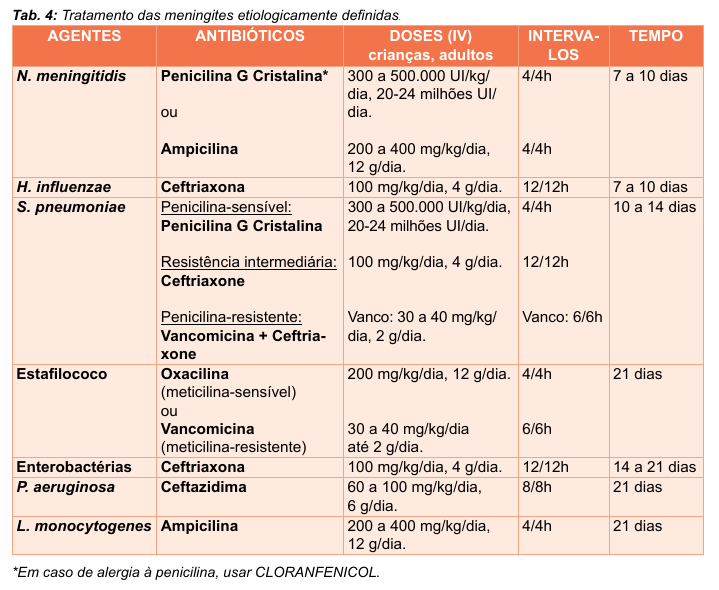 Tab. 4: Tratamento das meningites etiologicamente definidas.
AGENTES
ANTIBIÓTICOS
DOSES (IV)
crianças, adultos
INTERVA-
LOS
TEMPO
N. meningitidis
Penicilina G Cristalina*
300 a 500.000 UI/kg/
dia, 20-24 milhões UI/
dia.
4/4h
7 a 10 dias
ou
Ampicilina
200 a 400 mg/kg/dia,
12 g/dia.
4/4h
H. influenzae
Ceftriaxona
100 mg/kg/dia, 4 g/dia.
12/12h
7 a 10 dias
S. pneumoniae
Penicilina-sensível:
Penicilina G Cristalina
300 a 500.000 UI/kg/dia,
20-24 milhões UI/dia.
4/4h
10 a 14 dias
Resistência intermediária:
Ceftriaxone
100 mg/kg/dia, 4 g/dia.
12/12h
Penicilina-resistente:
Vancomicina + Ceftria-
xone
Vanco: 30 a 40 mg/kg/
dia, 2 g/dia.
Vanco: 6/6h
Estafilococo
Oxacilina
(meticilina-sensível)
200 mg/kg/dia, 12 g/dia.
4/4h
21 dias
ou
Vancomicina
(meticilina-resistente)
30 a 40 mg/kg/dia
até 2 g/dia.
6/6h
Enterobactérias
Ceftriaxona
100 mg/kg/dia, 4 g/dia.
12/12h
14 a 21 dias
P. aeruginosa
Ceftazidima
60 a 100 mg/kg/dia,
6 g/dia.
8/8h
21 dias
L. monocytogenes
Ampicilina
200 a 400 mg/kg/dia,
12 g/dia.
4/4h
21 dias
*Em caso de alergia à penicilina, usar CLORANFENICOL.